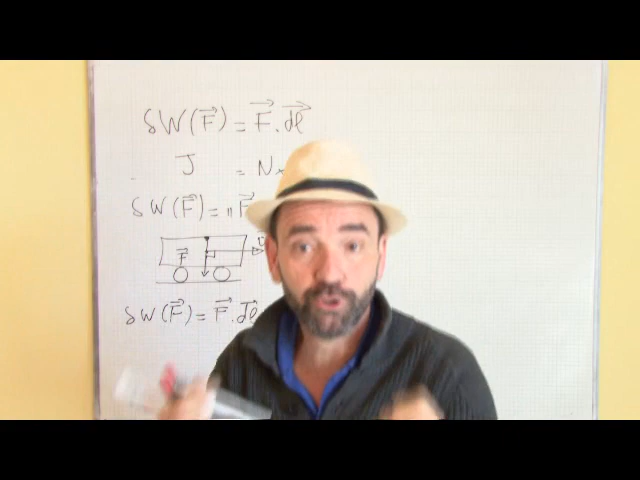 δW(F⃗) = F⃗ . dl⃗
J = N
δW(F⃗) = ‖F⃗
F⃗
δW(F⃗) = F⃗ . dl⃗